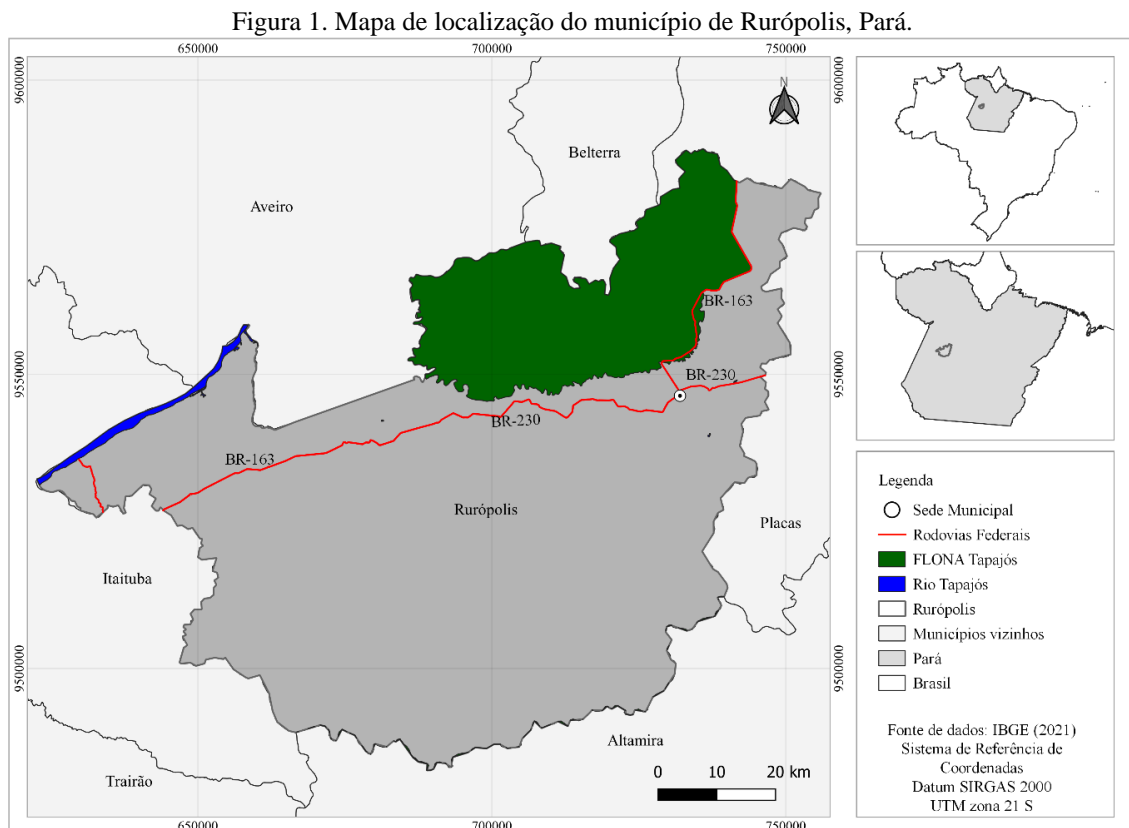 Figura 1. Mapa de localização do município de Rurópolis, Pará.
650000
700000
750000
9600000
9600000
N
Belterra
Aveiro
BR-163
9550000
9550000
BR-230
BR-230
BR-163
Rurópolis
Placas
Itaituba
9500000
9500000
Altamira
Trairão
0 10 20 km
650000
700000
750000
Legenda
Sede Municipal
Rodovias Federais
FLONA Tapajós
Rio Tapajós
Rurópolis
Municípios vizinhos
Pará
Brasil
Fonte de dados: IBGE (2021)
Sistema de Referência de
Coordenadas
Datum SIRGAS 2000
UTM zona 21 S